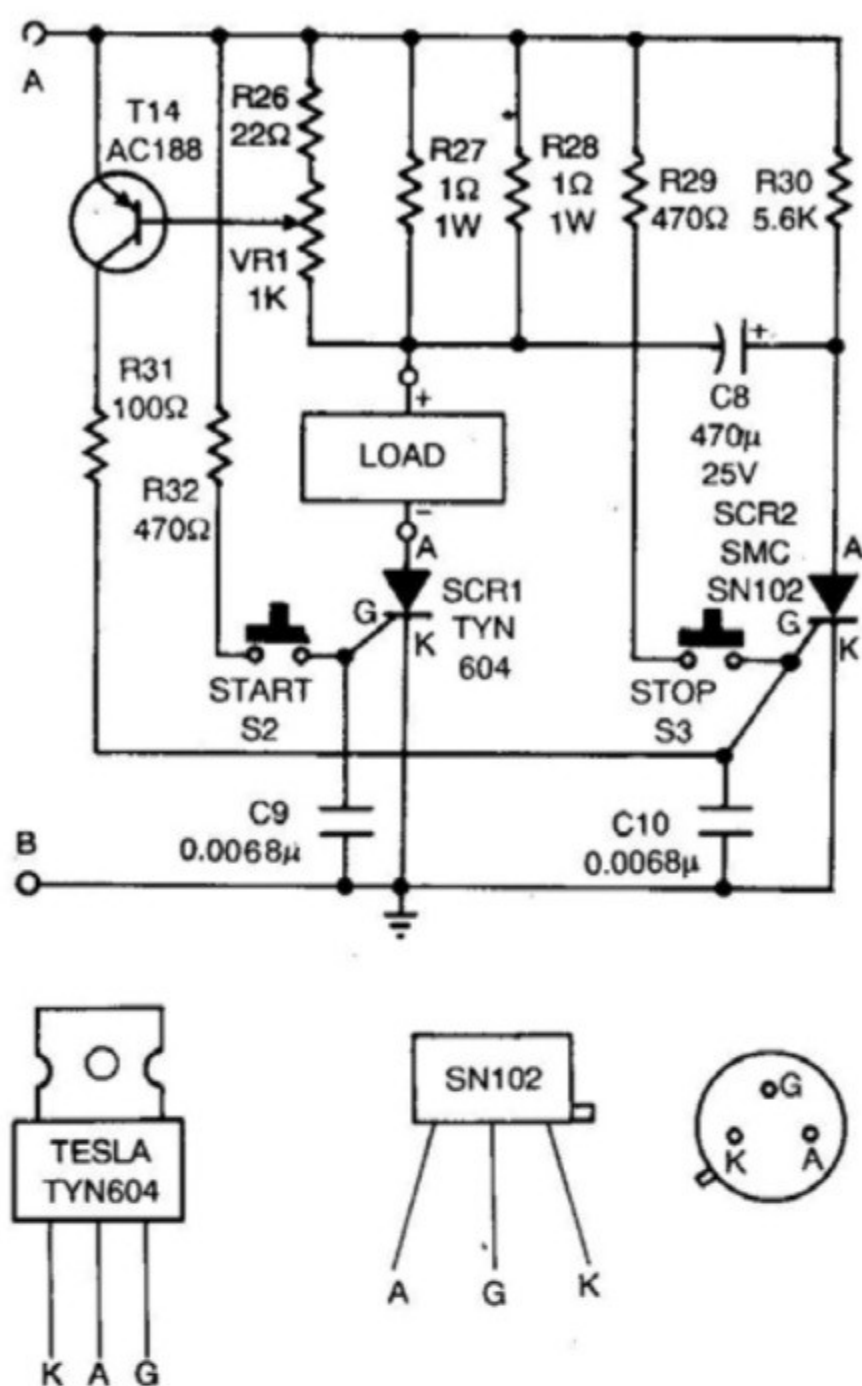 A
T14
AC188
R26
22Ω
R27
1Ω
1W
R28
1Ω
1W
R29
470Ω
R30
5.6K
VR1
1K
R31
100Ω
R32
470Ω
+
LOAD
−
+
C8
470μ
25V
A
G
K
SCR1
TYN
604
SCR2
SMC
SN102
A
G
K
START
S2
STOP
S3
C9
0.0068μ
C10
0.0068μ
B
TESLA
TYN604
K A G
SN102
A G K
G
K A